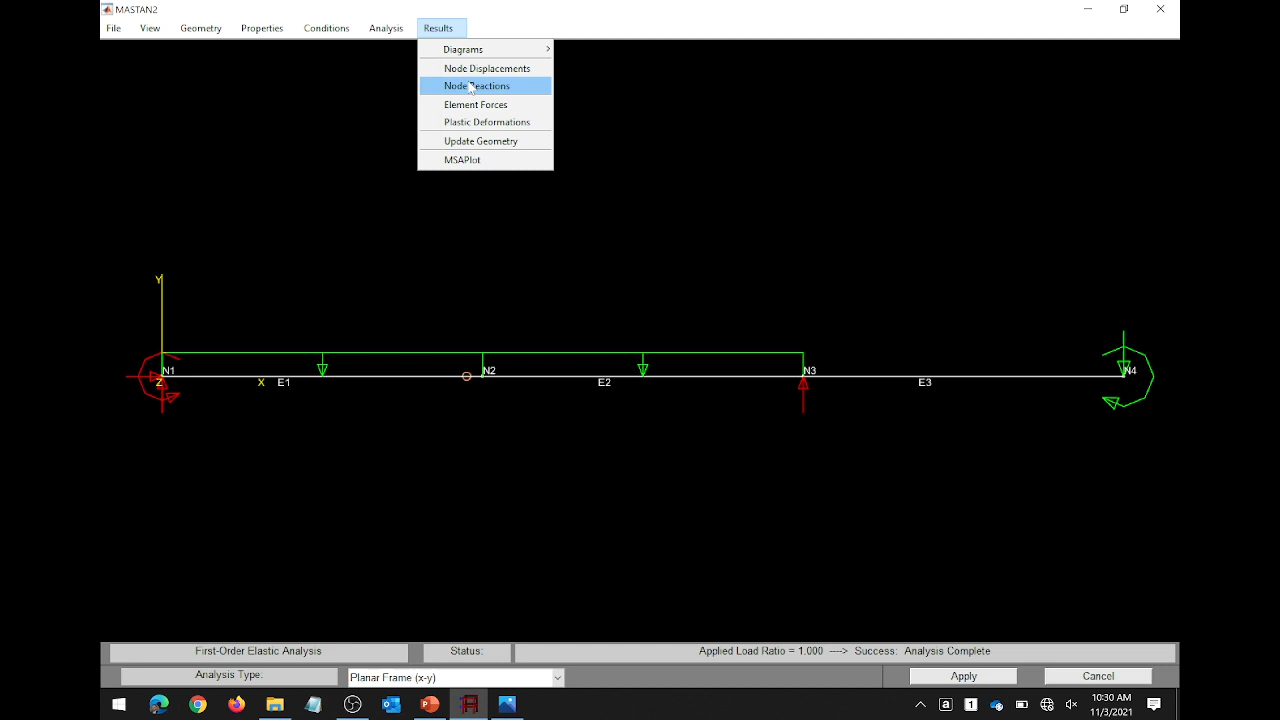 MASTAN2
File View Geometry Properties Conditions Analysis Results
Diagrams
Node Displacements
Node Reactions
Element Forces
Plastic Deformations
Update Geometry
MSAPlot
Y
N1 N2 N3 N4
Z X E1 E2 E3
First-Order Elastic Analysis Status: Applied Load Ratio = 1.000 ---> Success: Analysis Complete
Analysis Type: Planar Frame (x-y) Apply Cancel
10:30 AM
11/3/2021